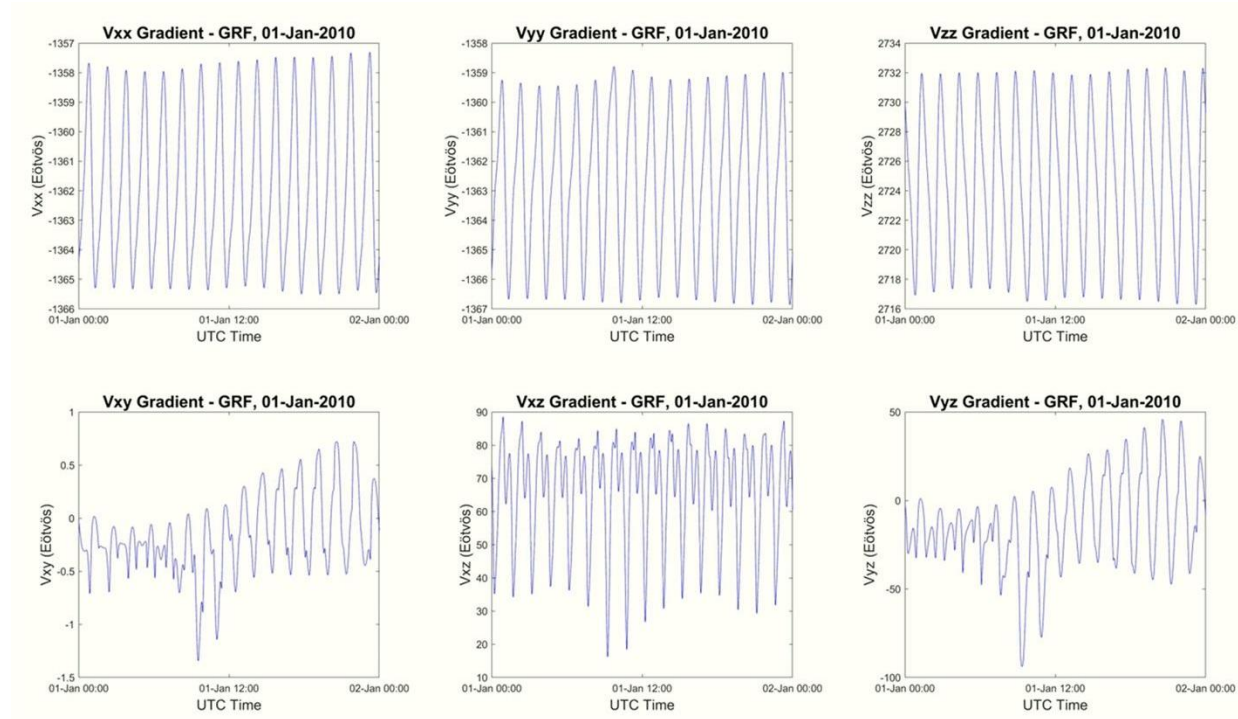 Vxx Gradient - GRF, 01-Jan-2010
-1357
-1358
-1359
-1360
-1361
-1362
-1363
-1364
-1365
-1366
Vxx (Eötvös)
01-Jan 00:00 01-Jan 12:00 02-Jan 00:00
UTC Time
Vyy Gradient - GRF, 01-Jan-2010
-1358
-1359
-1360
-1361
-1362
-1363
-1364
-1365
-1366
-1367
Vyy (Eötvös)
01-Jan 00:00 01-Jan 12:00 02-Jan 00:00
UTC Time
Vzz Gradient - GRF, 01-Jan-2010
2734
2732
2730
2728
2726
2724
2722
2720
2718
2716
Vzz (Eötvös)
01-Jan 00:00 01-Jan 12:00 02-Jan 00:00
UTC Time
Vxy Gradient - GRF, 01-Jan-2010
1
0.5
0
-0.5
-1
-1.5
Vxy (Eötvös)
01-Jan 00:00 01-Jan 12:00 02-Jan 00:00
UTC Time
Vxz Gradient - GRF, 01-Jan-2010
90
80
70
60
50
40
30
20
10
Vxz (Eötvös)
01-Jan 00:00 01-Jan 12:00 02-Jan 00:00
UTC Time
Vyz Gradient - GRF, 01-Jan-2010
50
0
-50
-100
Vyz (Eötvös)
01-Jan 00:00 01-Jan 12:00 02-Jan 00:00
UTC Time